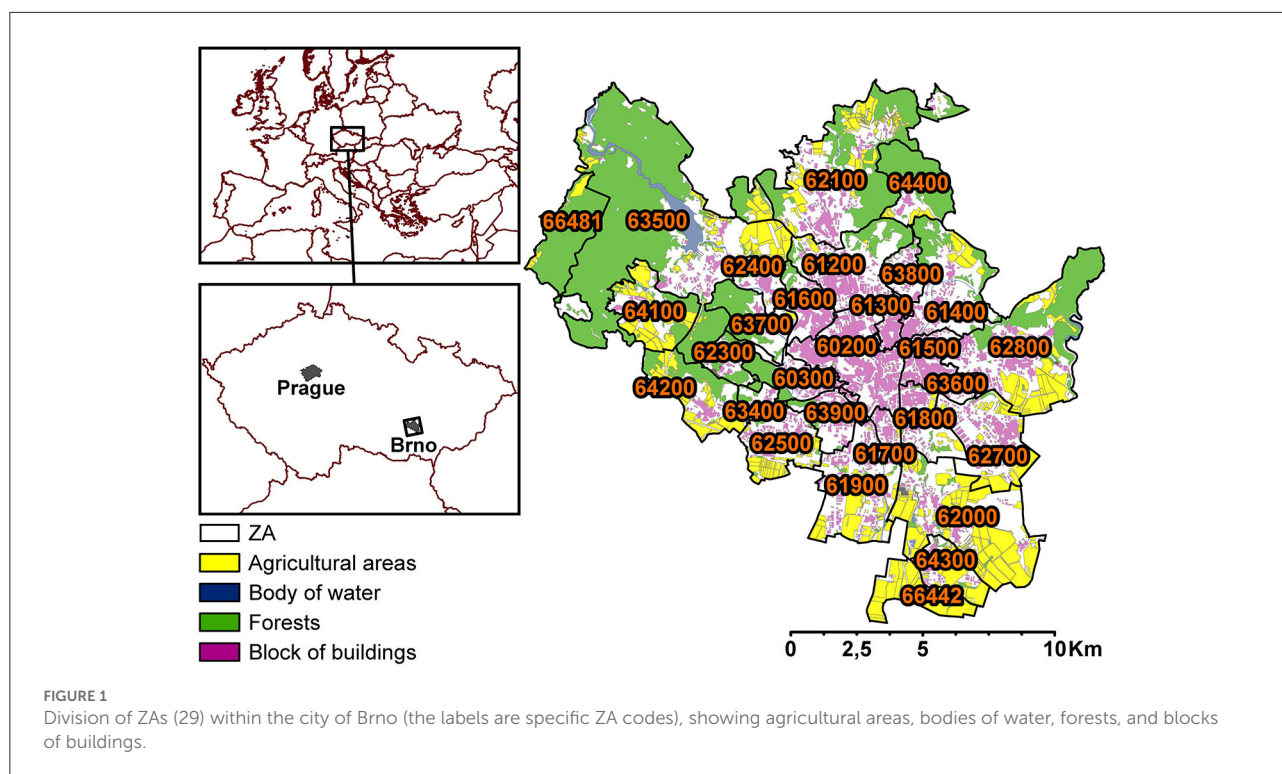 Prague
Brno
ZA
Agricultural areas
Body of water
Forests
Block of buildings
62100
64400
66481
63500
62400
61200
63800
61600
61300
61400
64100
63700
60200
61500
62800
62300
64200
60300
63600
63400
63900
61800
62500
61700
62700
61900
62000
64300
66442
0 2,5 5 10 Km
FIGURE 1
Division of ZAs (29) within the city of Brno (the labels are specific ZA codes), showing agricultural areas, bodies of water, forests, and blocks
of buildings.